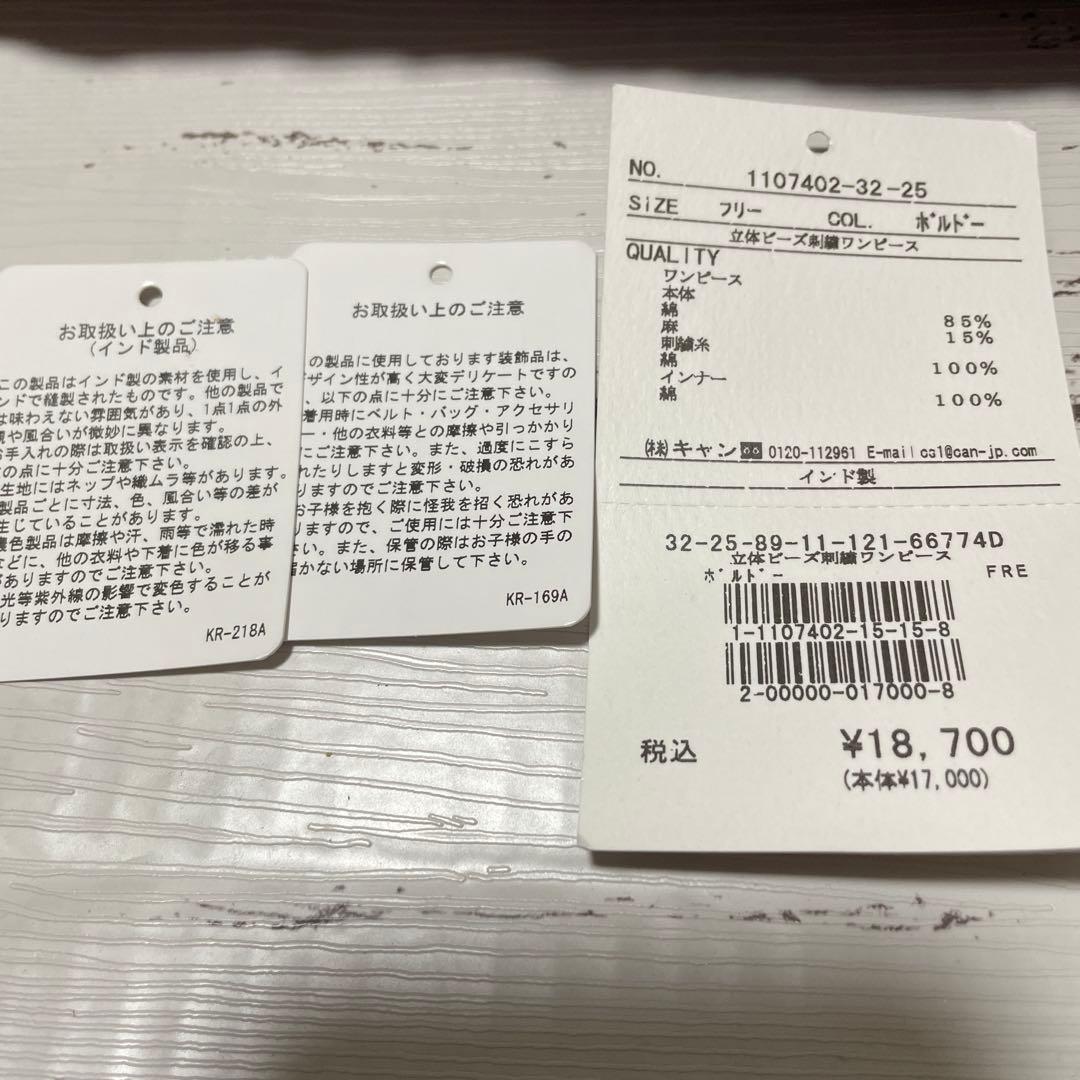 お取扱い上のご注意
(インド製品)
この製品はインド製の素材を使用し、イ
ンドで縫製されたものです。他の製品で
は味わえない雰囲気があり、1点1点の外
観や風合いが微妙に異なります。
お手入れの際は取扱い表示を確認の上、
の点に十分ご注意下さい。
生地にはネップや織ムラ等があります。
製品ごとに寸法、色、風合い等の差が
生じていることがあります。
濃色製品は摩擦や汗、雨等で濡れた時
などに、他の衣料や下着に色が移る事
がありますのでご注意下さい。
光等紫外線の影響で変色することが
りますのでご注意下さい。
KR-218A
お取扱い上のご注意
の製品に使用しております装飾品は、
デザイン性が高く大変デリケートですの
、以下の点に十分にご注意下さい。
着用時にベルト・バッグ・アクセサリ
ー・他の衣料等との摩擦や引っかかり
にご注意下さい。また、過度にこすら
れたりしますと変形・破損の恐れがあ
りますのでご注意下さい。
お子様を抱く際に怪我を招く恐れがあ
りますので、ご使用には十分ご注意下
さい。また、保管の際はお子様の手の
届かない場所に保管して下さい。
KR-169A
NO. 1107402-32-25
SiZE フリー COL. ボルドー
立体ビーズ刺繍ワンピース
QUALITY
ワンピース
本体
綿 85%
麻 15%
刺繍糸
綿 100%
インナー
綿 100%
(株)キャン 0120-112961 E-mail cs1@can-jp.com
インド製
32-25-89-11-121-66774D
立体ビーズ刺繍ワンピース
ボルドー FRE
1-1107402-15-15-8
2-00000-017000-8
税込 ¥18,700
(本体¥17,000)